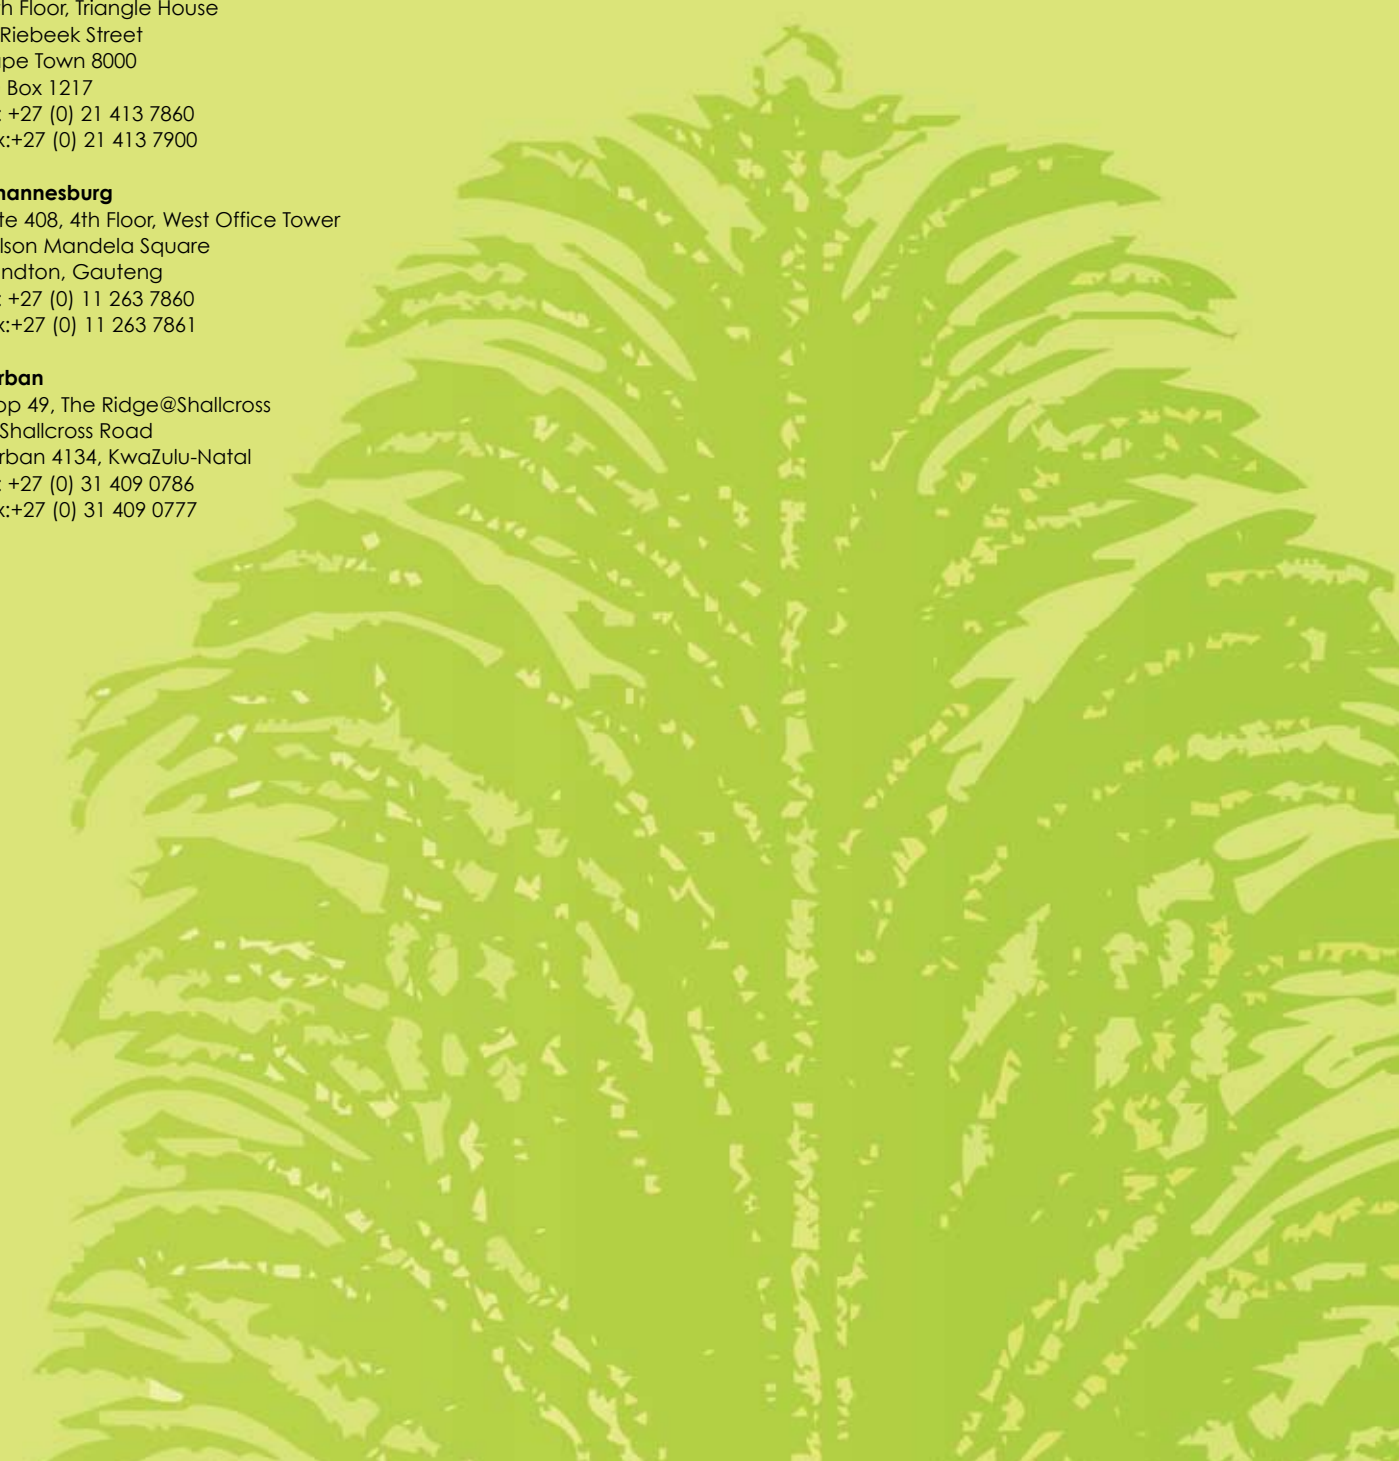 h Floor, Triangle House
Riebeek Street
pe Town 8000
Box 1217
: +27 (0) 21 413 7860
x:+27 (0) 21 413 7900
hannesburg
te 408, 4th Floor, West Office Tower
lson Mandela Square
ndton, Gauteng
: +27 (0) 11 263 7860
x:+27 (0) 11 263 7861
rban
op 49, The Ridge@Shallcross
Shallcross Road
rban 4134, KwaZulu-Natal
: +27 (0) 31 409 0786
x:+27 (0) 31 409 0777